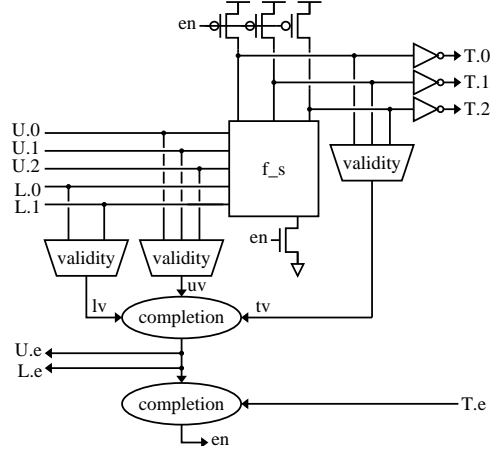 en
T.0
T.1
T.2
U.0
U.1
U.2
L.0
L.1
f_s
validity
en
validity
validity
lv
uv
tv
completion
U.e
L.e
completion
T.e
en